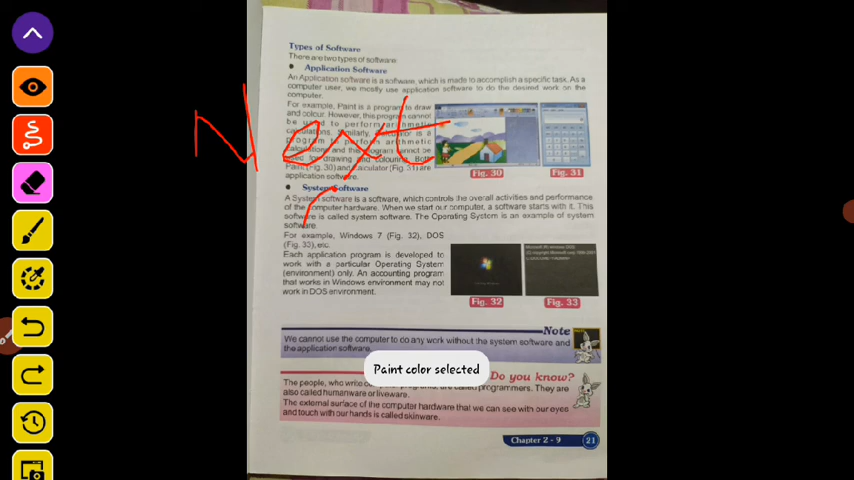 Types of Software
There are two types of software.
Application Software
An Application software is a software, which is made to accomplish a specific task. As a
computer user, we mostly use application software to do the desired work on the
computer.
For example, Paint is a program to draw
and colour. However, this program cannot
be used to perform arithmetic
calculations. Similarly, Calculator is a
program to perform arithmetic
calculations and this program cannot be
used for drawing and colouring. Both
Paint (Fig. 30) and Calculator (Fig. 31) are
application software.
Fig. 30
Fig. 31
Next
System Software
A System software is a software, which controls the overall activities and performance
of the computer hardware. When we start our computer, a software starts with it. This
software is called system software. The Operating System is an example of system
software.
For example, Windows 7 (Fig. 32), DOS
(Fig. 33), etc.
Each application program is developed to
work with a particular Operating System
(environment) only. An accounting program
that works in Windows environment may not
work in DOS environment.
Fig. 32
Fig. 33
Note
We cannot use the computer to do any work without the system software and
the application software.
Paint color selected
Do you know?
The people, who write computer programs, are called programmers. They are
also called humanware or liveware.
The external surface of the computer hardware that we can see with our eyes
and touch with our hands is called skinware.
Chapter 2 - 9
21